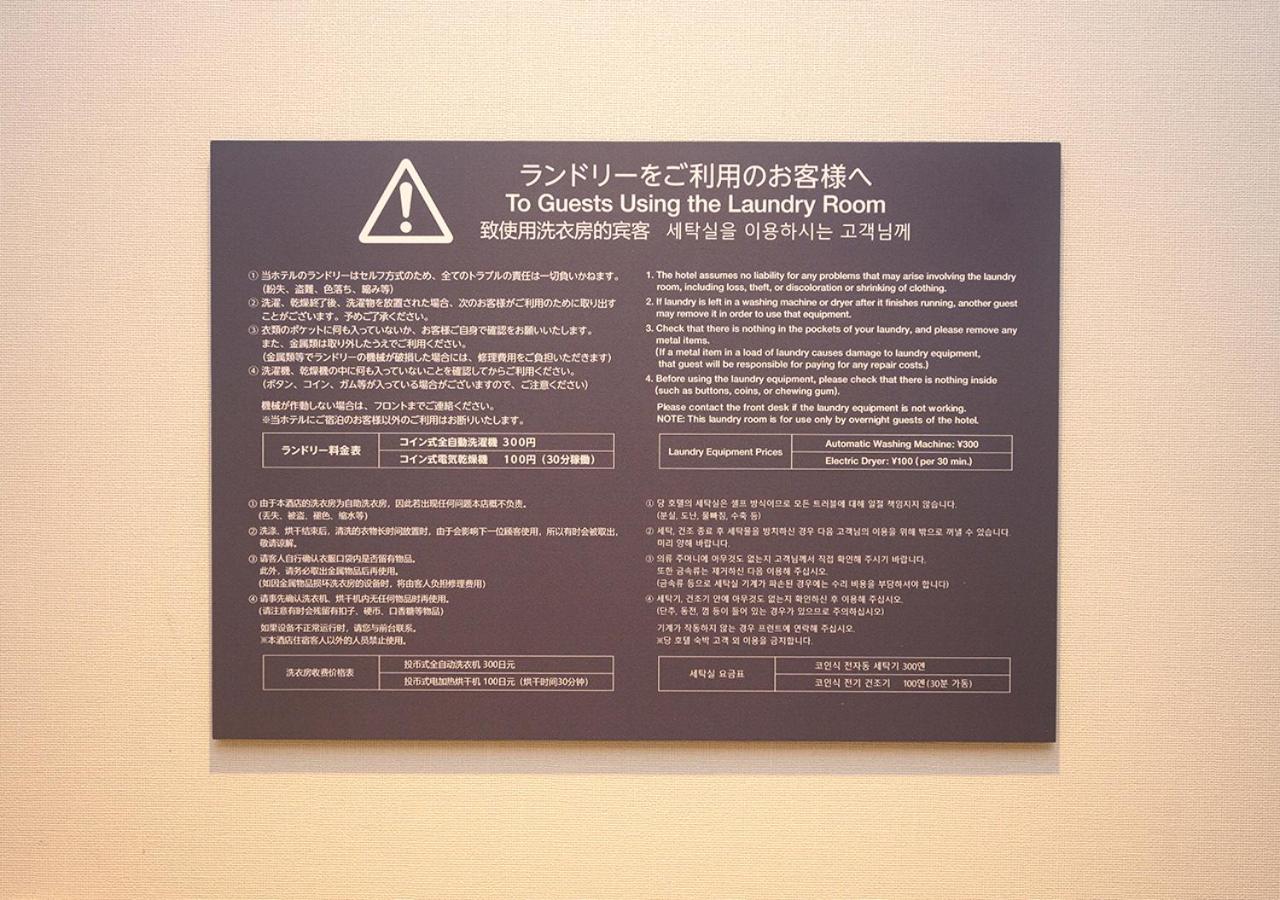 ランドリーをご利用のお客様へ
To Guests Using the Laundry Room
致使用洗衣房的宾客 세탁실을 이용하시는 고객님께
① 当ホテルのランドリーはセルフ方式のため、全てのトラブルの責任は一切負いかねます。
(紛失、盗難、色落ち、縮み等)
② 洗濯、乾燥終了後、洗濯物を放置された場合、次のお客様がご利用のために取り出す
ことがございます。予めご了承ください。
③ 衣類のポケットに何も入っていないか、お客様ご自身で確認をお願いいたします。
また、金属類は取り外したうえでご利用ください。
(金属類等でランドリーの機械が破損した場合には、修理費用をご負担いただきます)
④ 洗濯機、乾燥機の中に何も入っていないことを確認してからご利用ください。
(ボタン、コイン、ガム等が入っている場合がございますので、ご注意ください)
機械が作動しない場合は、フロントまでご連絡ください。
※当ホテルにご宿泊のお客様以外のご利用はお断りいたします。
ランドリー料金表
コイン式全自動洗濯機 300円
コイン式電気乾燥機 100円(30分稼働)
1. The hotel assumes no liability for any problems that may arise involving the laundry
room, including loss, theft, or discoloration or shrinking of clothing.
2. If laundry is left in a washing machine or dryer after it finishes running, another guest
may remove it in order to use that equipment.
3. Check that there is nothing in the pockets of your laundry, and please remove any
metal items.
(If a metal item in a load of laundry causes damage to laundry equipment,
that guest will be responsible for paying for any repair costs.)
4. Before using the laundry equipment, please check that there is nothing inside
(such as buttons, coins, or chewing gum).
Please contact the front desk if the laundry equipment is not working.
NOTE: This laundry room is for use only by overnight guests of the hotel.
Laundry Equipment Prices
Automatic Washing Machine: ¥300
Electric Dryer: ¥100 (per 30 min.)
① 由于本酒店的洗衣房为自助洗衣房，因此若出现任何问题本店概不负责。
(丢失、被盗、褪色、缩水等)
② 洗涤、烘干结束后，清洗的衣物长时间放置时，由于会影响下一位顾客使用，所以有时会被取出，
敬请谅解。
③ 请客人自行确认衣服口袋内是否留有物品。
此外，请务必取出金属物品后再使用。
(如因金属物品损坏洗衣房的设备时，将由客人负担修理费用)
④ 请事先确认洗衣机、烘干机内无任何物品时再使用。
(请注意有时会残留有扣子、硬币、口香糖等物品)
如果设备不正常运行时，请您与前台联系。
※本酒店住宿客人以外的人员禁止使用。
洗衣房收费价格表
投币式全自动洗衣机 300日元
投币式电加热烘干机 100日元（烘干时间30分钟）
① 당 호텔의 세탁실은 셀프 방식이므로 모든 트러블에 대해 일절 책임지지 않습니다.
(분실, 도난, 물빠짐, 수축 등)
② 세탁, 건조 종료 후 세탁물을 방치하신 경우 다음 고객님의 이용을 위해 밖으로 꺼낼 수 있습니다.
미리 양해 바랍니다.
③ 의류 주머니에 아무것도 없는지 고객님께서 직접 확인해 주시기 바랍니다.
또한 금속류는 제거하신 다음 이용해 주십시오.
(금속류 등으로 세탁실 기계가 파손된 경우에는 수리 비용을 부담하셔야 합니다)
④ 세탁기, 건조기 안에 아무것도 없는지 확인하신 후 이용해 주십시오.
(단추, 동전, 껌 등이 들어 있는 경우가 있으므로 주의하십시오)
기계가 작동하지 않는 경우 프런트에 연락해 주십시오.
※당 호텔 숙박 고객 외 이용을 금지합니다.
세탁실 요금표
코인식 전자동 세탁기 300엔
코인식 전기 건조기 100엔(30분 가동)